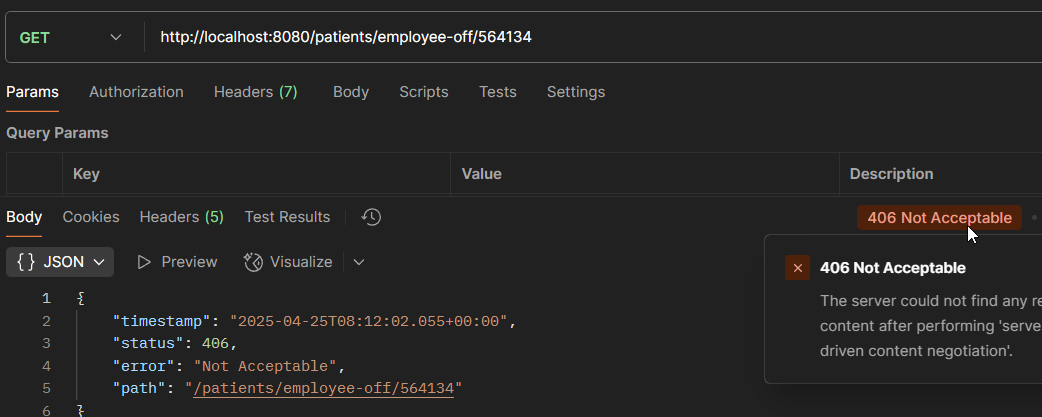 GET http://localhost:8080/patients/employee-off/564134
Params Authorization Headers (7) Body Scripts Tests Settings
Query Params
Key Value Description
Body Cookies Headers (5) Test Results 406 Not Acceptable
{} JSON Preview Visualize
406 Not Acceptable
The server could not find any
content after performing 'serve
driven content negotiation'.
1 {
2 "timestamp": "2025-04-25T08:12:02.055+00:00",
3 "status": 406,
4 "error": "Not Acceptable",
5 "path": "/patients/employee-off/564134"
6 }